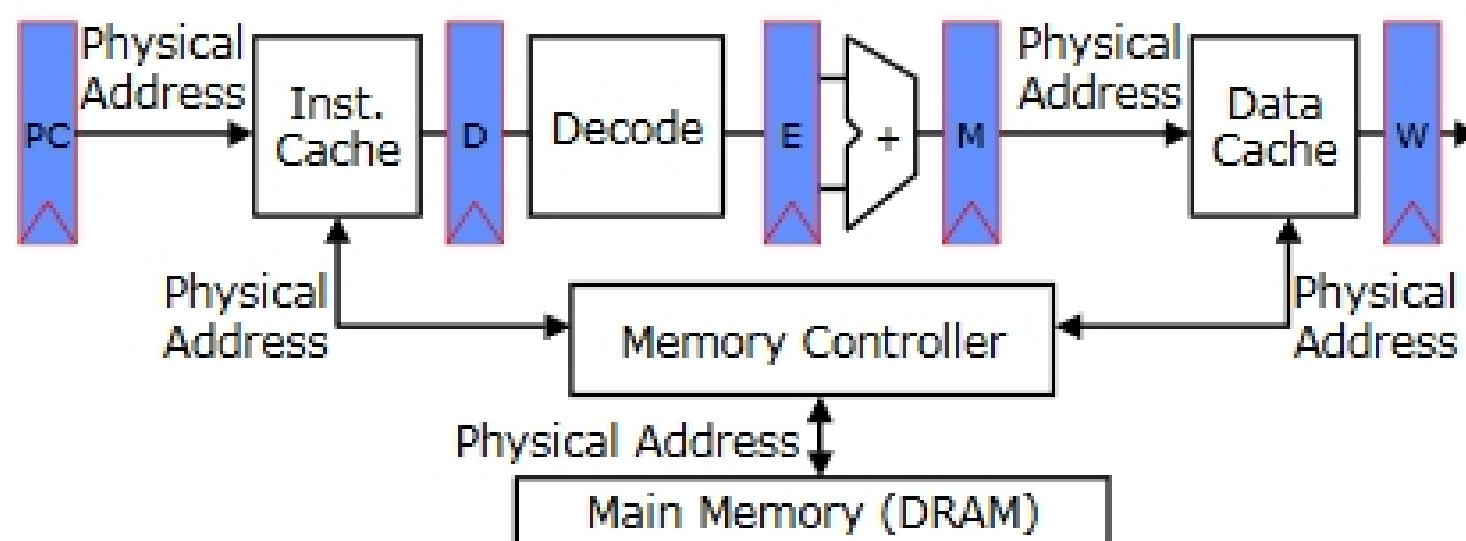 Physical
Address
PC
Inst.
Cache
D
Decode
E
+
M
Physical
Address
Data
Cache
W
Physical
Address
Memory Controller
Physical
Address
Physical Address
Main Memory (DRAM)